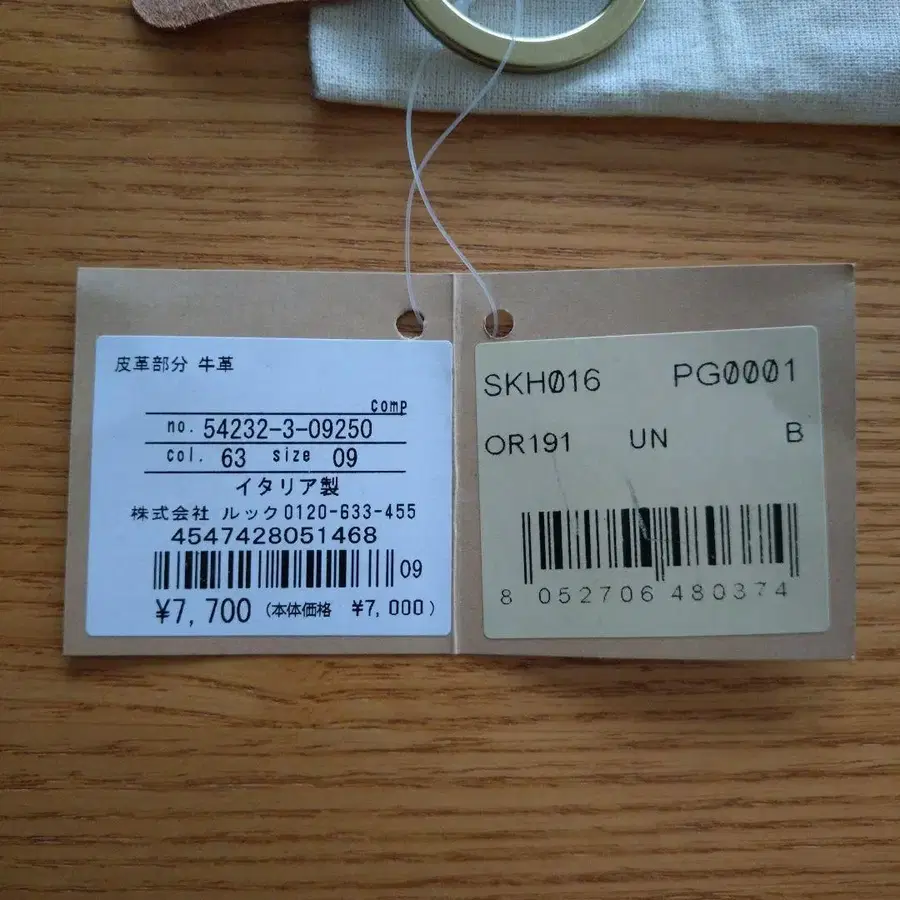 皮革部分 牛革
comp
no. 54232-3-09250
col. 63 size 09
イタリア製
株式会社 ルック 0120-633-455
4547428051468
09
¥7,700 (本体価格 ¥7,000)
SKH016 PG0001
OR191 UN B
8 052706 480374